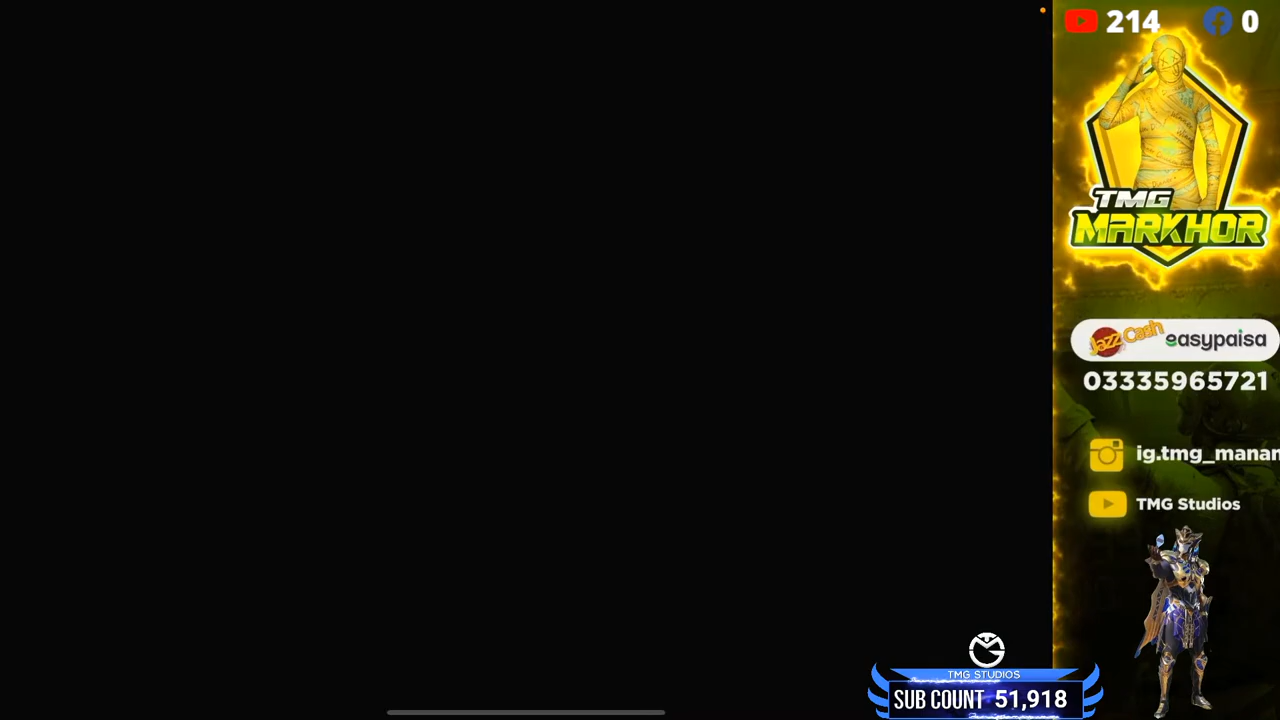 214 0
TMG
MARKHOR
JazzCash easypaisa
03335965721
ig.tmg_manan
TMG Studios
TMG STUDIOS
SUB COUNT 51,918